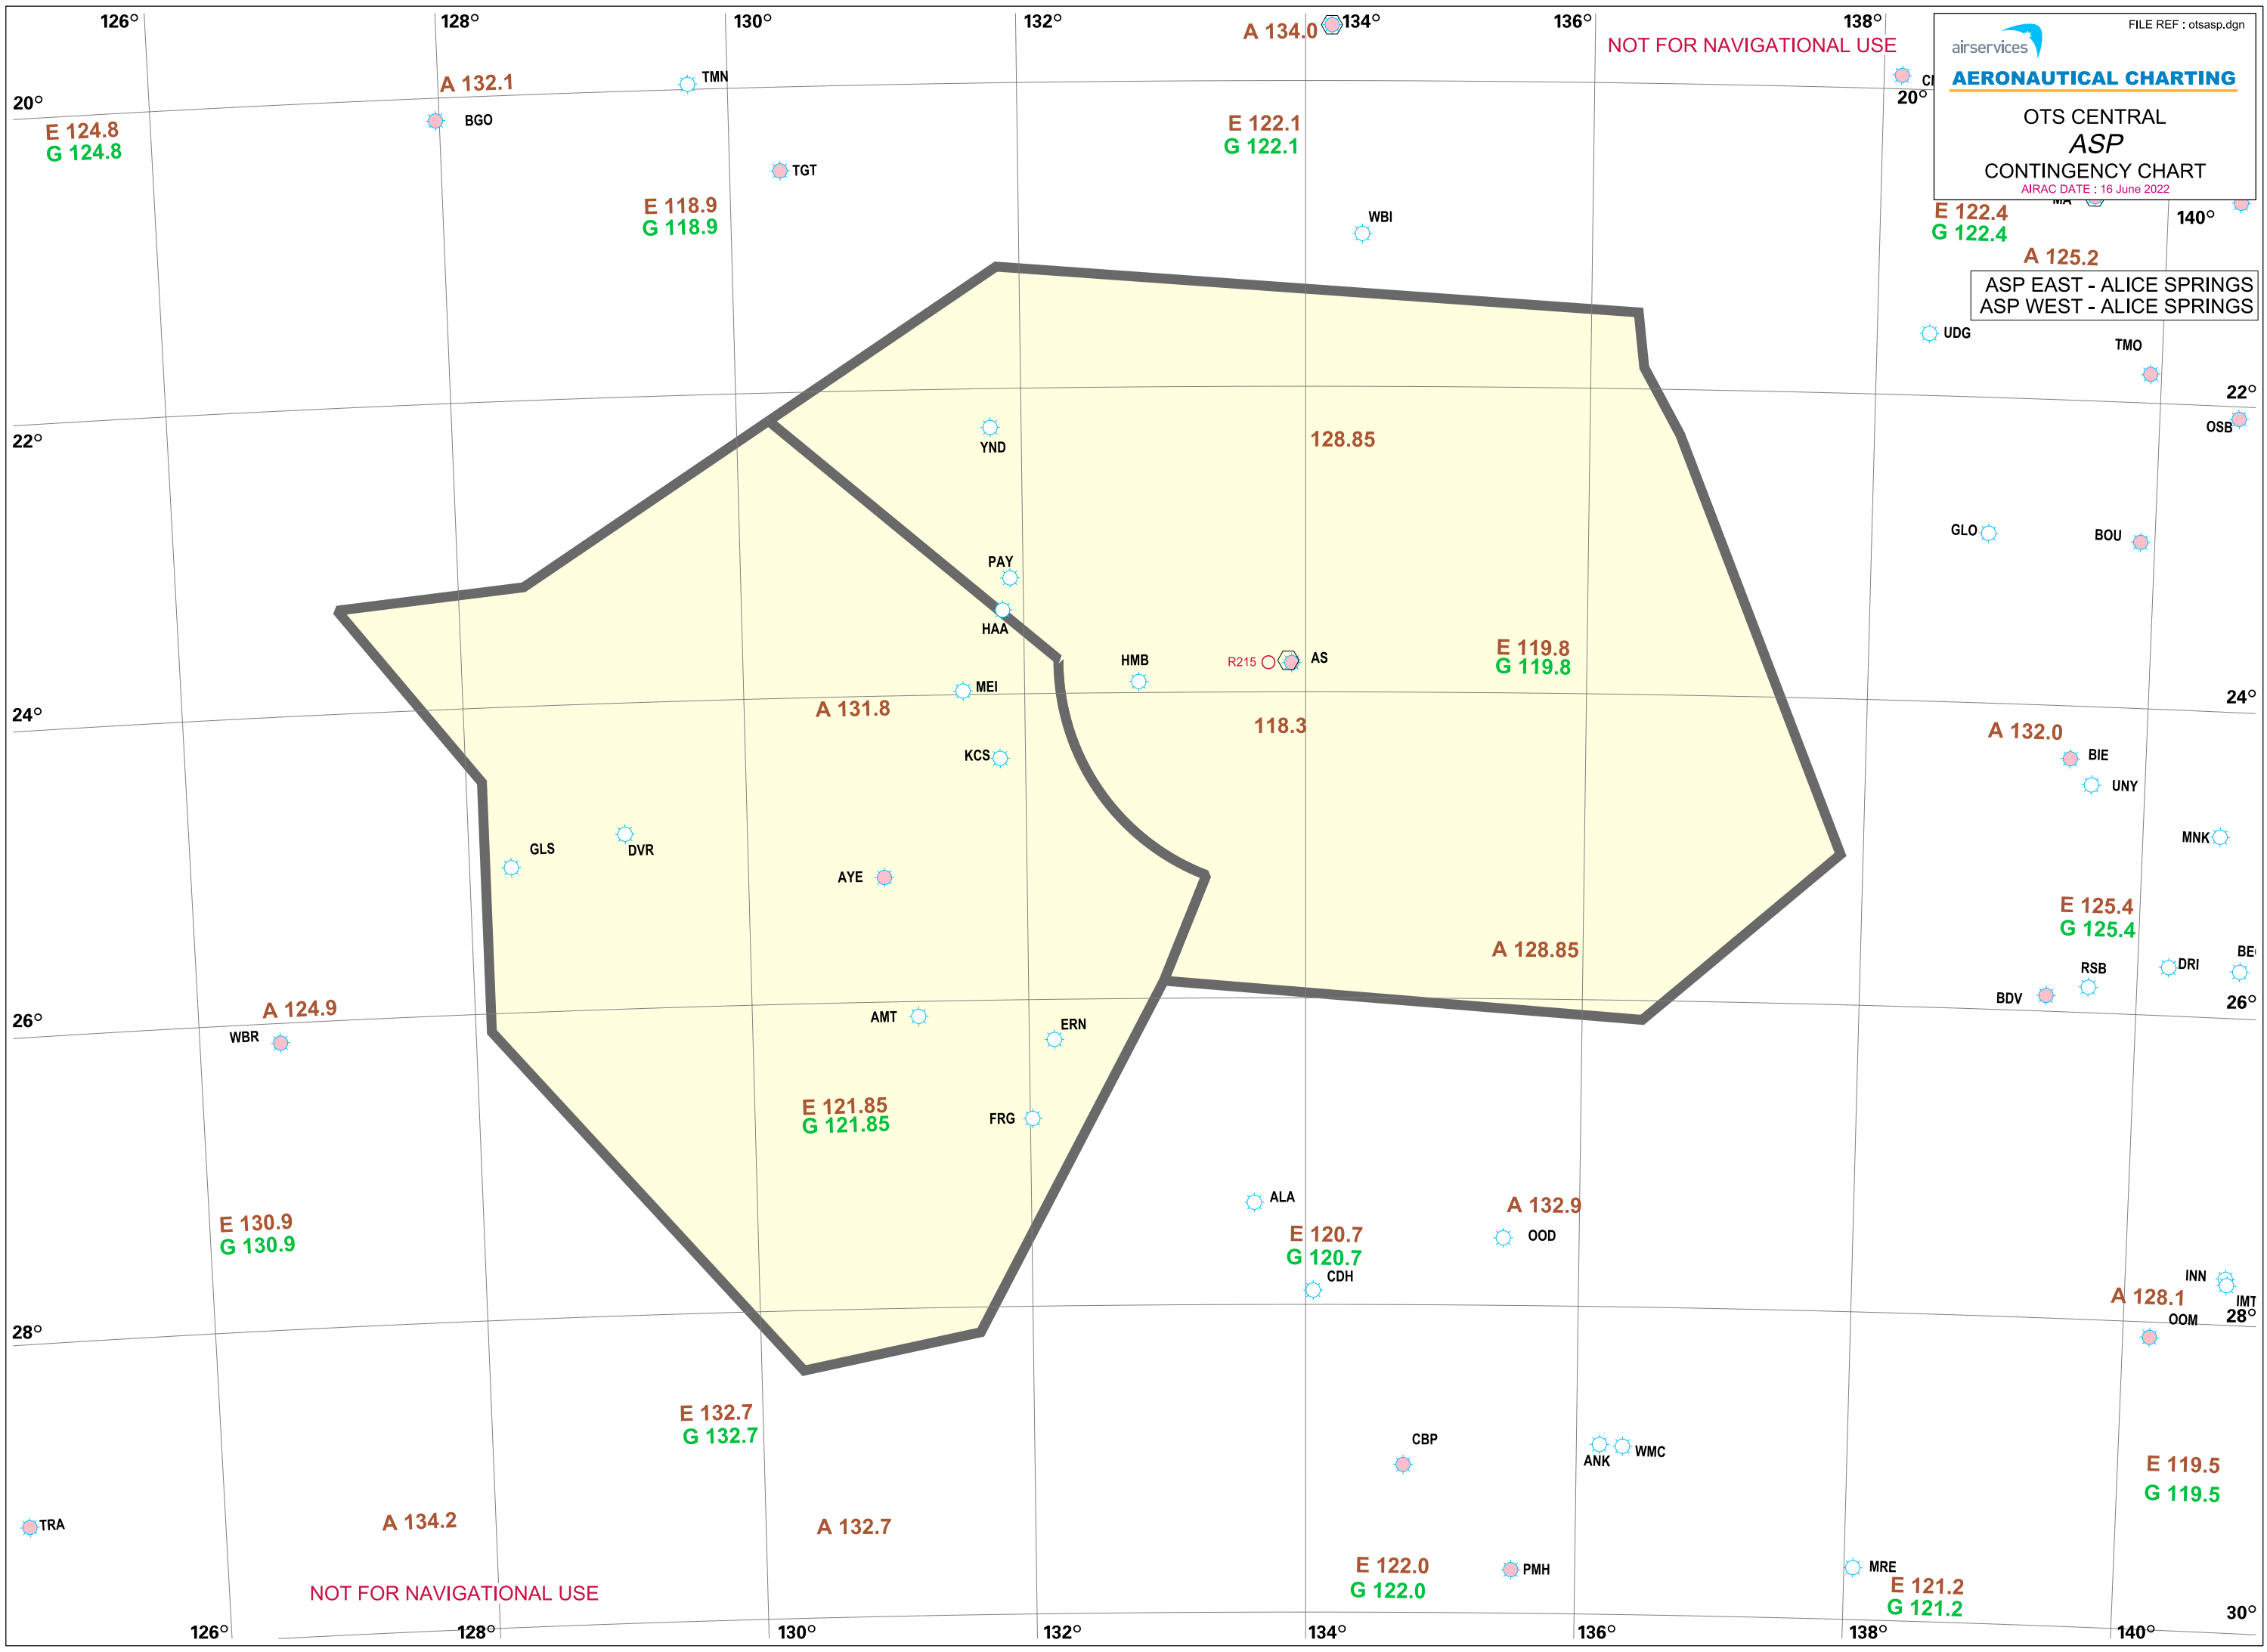 126°
128°
130°
132°
A 134.0
134°
136°
138°
NOT FOR NAVIGATIONAL USE
FILE REF : otsasp.dgn
airservices
AERONAUTICAL CHARTING
OTS CENTRAL
ASP
CONTINGENCY CHART
AIRAC DATE : 16 June 2022
20°
A 132.1
TMN
20°
E 124.8
G 124.8
BGO
E 122.1
G 122.1
TGT
E 118.9
G 118.9
WBI
MA
140°
E 122.4
G 122.4
A 125.2
ASP EAST - ALICE SPRINGS
ASP WEST - ALICE SPRINGS
UDG
TMO
22°
22°
OSB
YND
128.85
GLO
BOU
PAY
HAA
HMB
R215
AS
E 119.8
G 119.8
MEI
A 131.8
24°
24°
118.3
A 132.0
KCS
BIE
UNY
MNK
GLS
DVR
AYE
E 125.4
G 125.4
A 128.85
DRI
RSB
BDV
26°
A 124.9
WBR
26°
AMT
ERN
E 121.85
G 121.85
FRG
ALA
A 132.9
OOD
E 130.9
G 130.9
E 120.7
G 120.7
CDH
INN
A 128.1
IMT
28°
OOM
28°
E 132.7
G 132.7
CBP
ANK
WMC
E 119.5
G 119.5
TRA
A 134.2
A 132.7
E 122.0
G 122.0
PMH
MRE
E 121.2
G 121.2
NOT FOR NAVIGATIONAL USE
30°
126°
128°
130°
132°
134°
136°
138°
140°